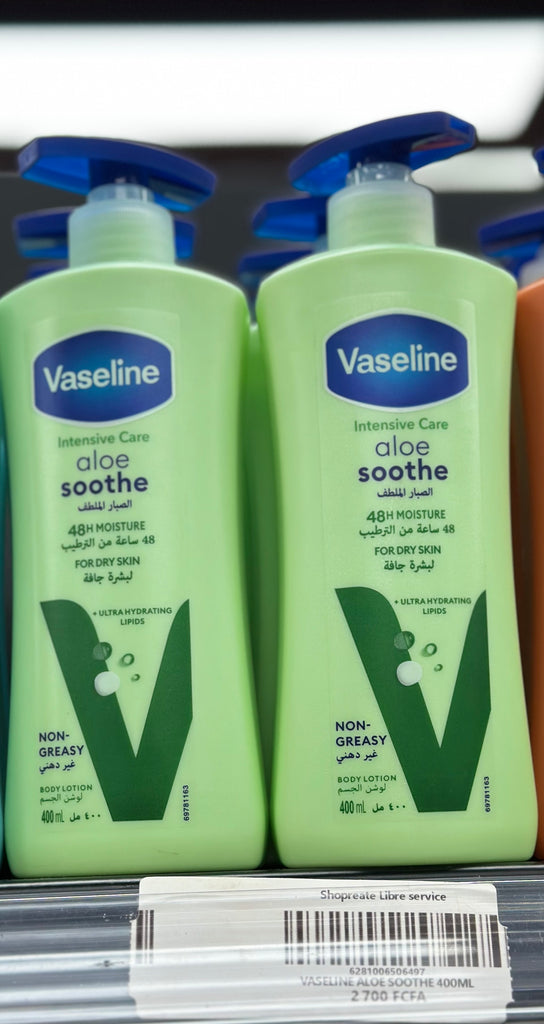 Vaseline
Intensive Care
aloe
soothe
الصبار الملطف
48H MOISTURE
48 ساعة من الترطيب
FOR DRY SKIN
لبشرة جافة
+ ULTRA HYDRATING
LIPIDS
NON-
GREASY
غير دهني
BODY LOTION
لوشن الجسم
400 mL ٤٠٠ مل
69781163
Vaseline
Intensive Care
aloe
soothe
الصبار الملطف
48H MOISTURE
48 ساعة من الترطيب
FOR DRY SKIN
لبشرة جافة
+ ULTRA HYDRATING
LIPIDS
NON-
GREASY
غير دهني
BODY LOTION
لوشن الجسم
400 mL ٤٠٠ مل
69781163
Shopreate Libre service
6281006506497
VASELINE ALOE SOOTHE 400ML
2 700 FCFA